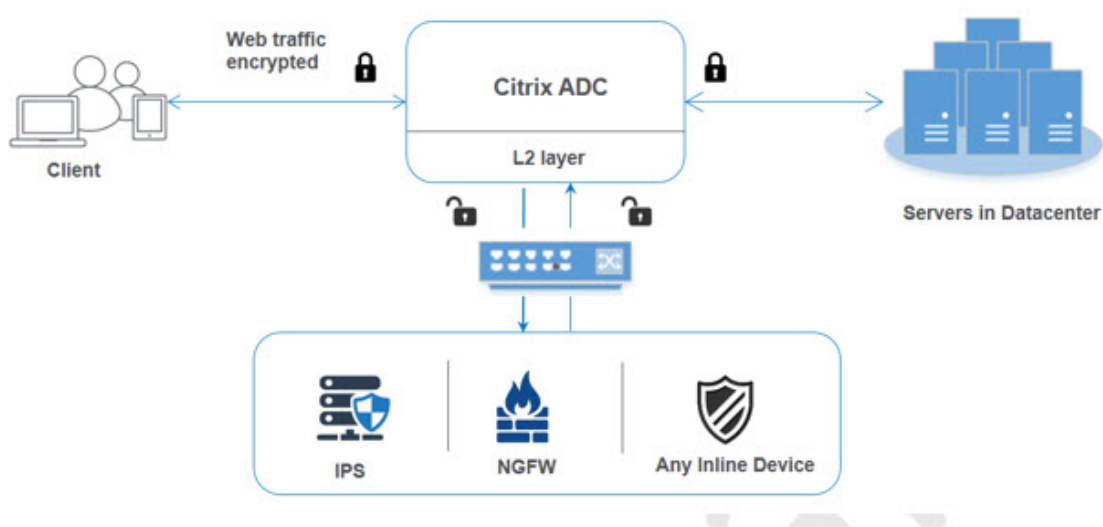 Web traffic
encrypted
Citrix ADC
L2 layer
Client
Servers in Datacenter
IPS
NGFW
Any Inline Device